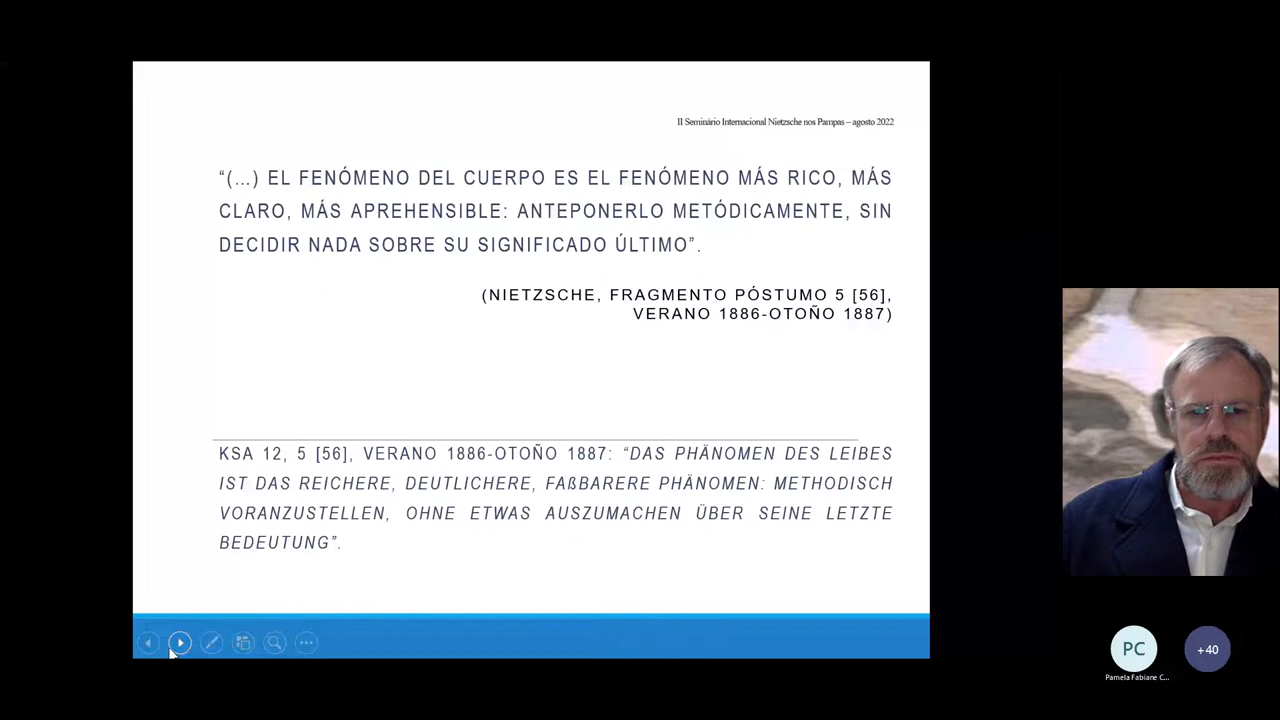 II Seminário Internacional Nietzsche nos Pampas – agosto 2022
“(...) EL FENÓMENO DEL CUERPO ES EL FENÓMENO MÁS RICO, MÁS
CLARO, MÁS APREHENSIBLE: ANTEPONERLO METÓDICAMENTE, SIN
DECIDIR NADA SOBRE SU SIGNIFICADO ÚLTIMO”.
(NIETZSCHE, FRAGMENTO PÓSTUMO 5 [56],
VERANO 1886-OTOÑO 1887)
KSA 12, 5 [56], VERANO 1886-OTOÑO 1887: “DAS PHÄNOMEN DES LEIBES
IST DAS REICHERE, DEUTLICHERE, FAßBARERE PHÄNOMEN: METHODISCH
VORANZUSTELLEN, OHNE ETWAS AUSZUMACHEN ÜBER SEINE LETZTE
BEDEUTUNG”.
PC
+40
Pamela Fabiane C...